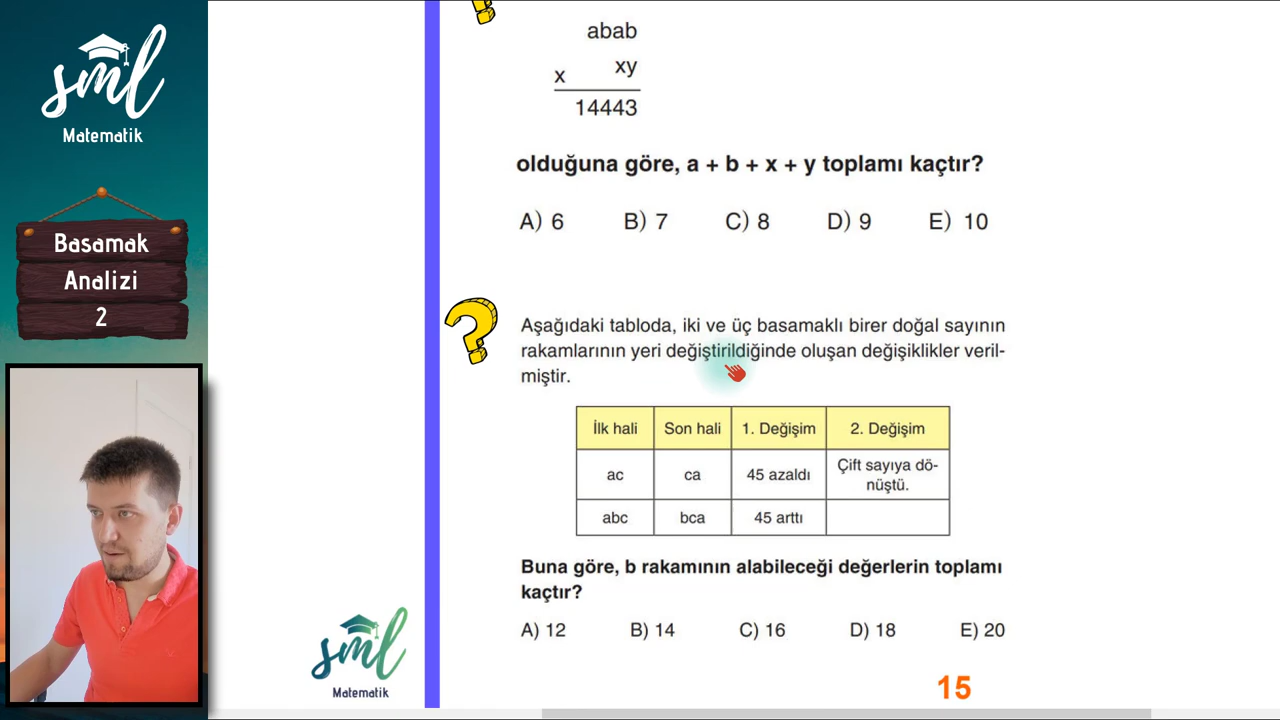 sml
Matematik
Basamak
Analizi
2
abab
x xy
14443
olduğuna göre, a + b + x + y toplamı kaçtır?
A) 6 B) 7 C) 8 D) 9 E) 10
Aşağıdaki tabloda, iki ve üç basamaklı birer doğal sayının
rakamlarının yeri değiştirildiğinde oluşan değişiklikler veril-
miştir.
İlk hali Son hali 1. Değişim 2. Değişim
ac ca 45 azaldı Çift sayıya dö-
nüştü.
abc bca 45 arttı
Buna göre, b rakamının alabileceği değerlerin toplamı
kaçtır?
A) 12 B) 14 C) 16 D) 18 E) 20
sml
Matematik
15